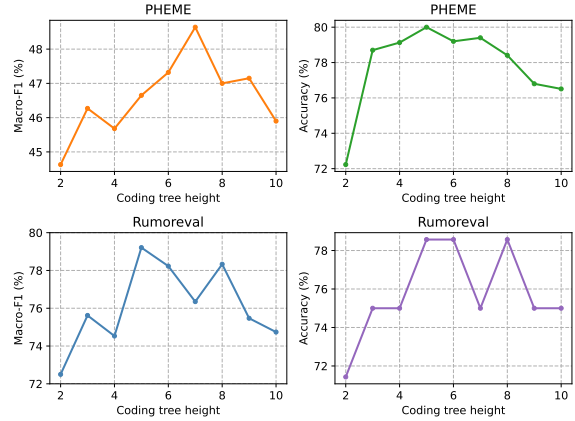 PHEME
Macro-F1 (%)
48
47
46
45
2 4 6 8 10
Coding tree height
PHEME
Accuracy (%)
80
78
76
74
72
2 4 6 8 10
Coding tree height
Rumoreval
Macro-F1 (%)
80
78
76
74
72
2 4 6 8 10
Coding tree height
Rumoreval
Accuracy (%)
78
76
74
72
2 4 6 8 10
Coding tree height